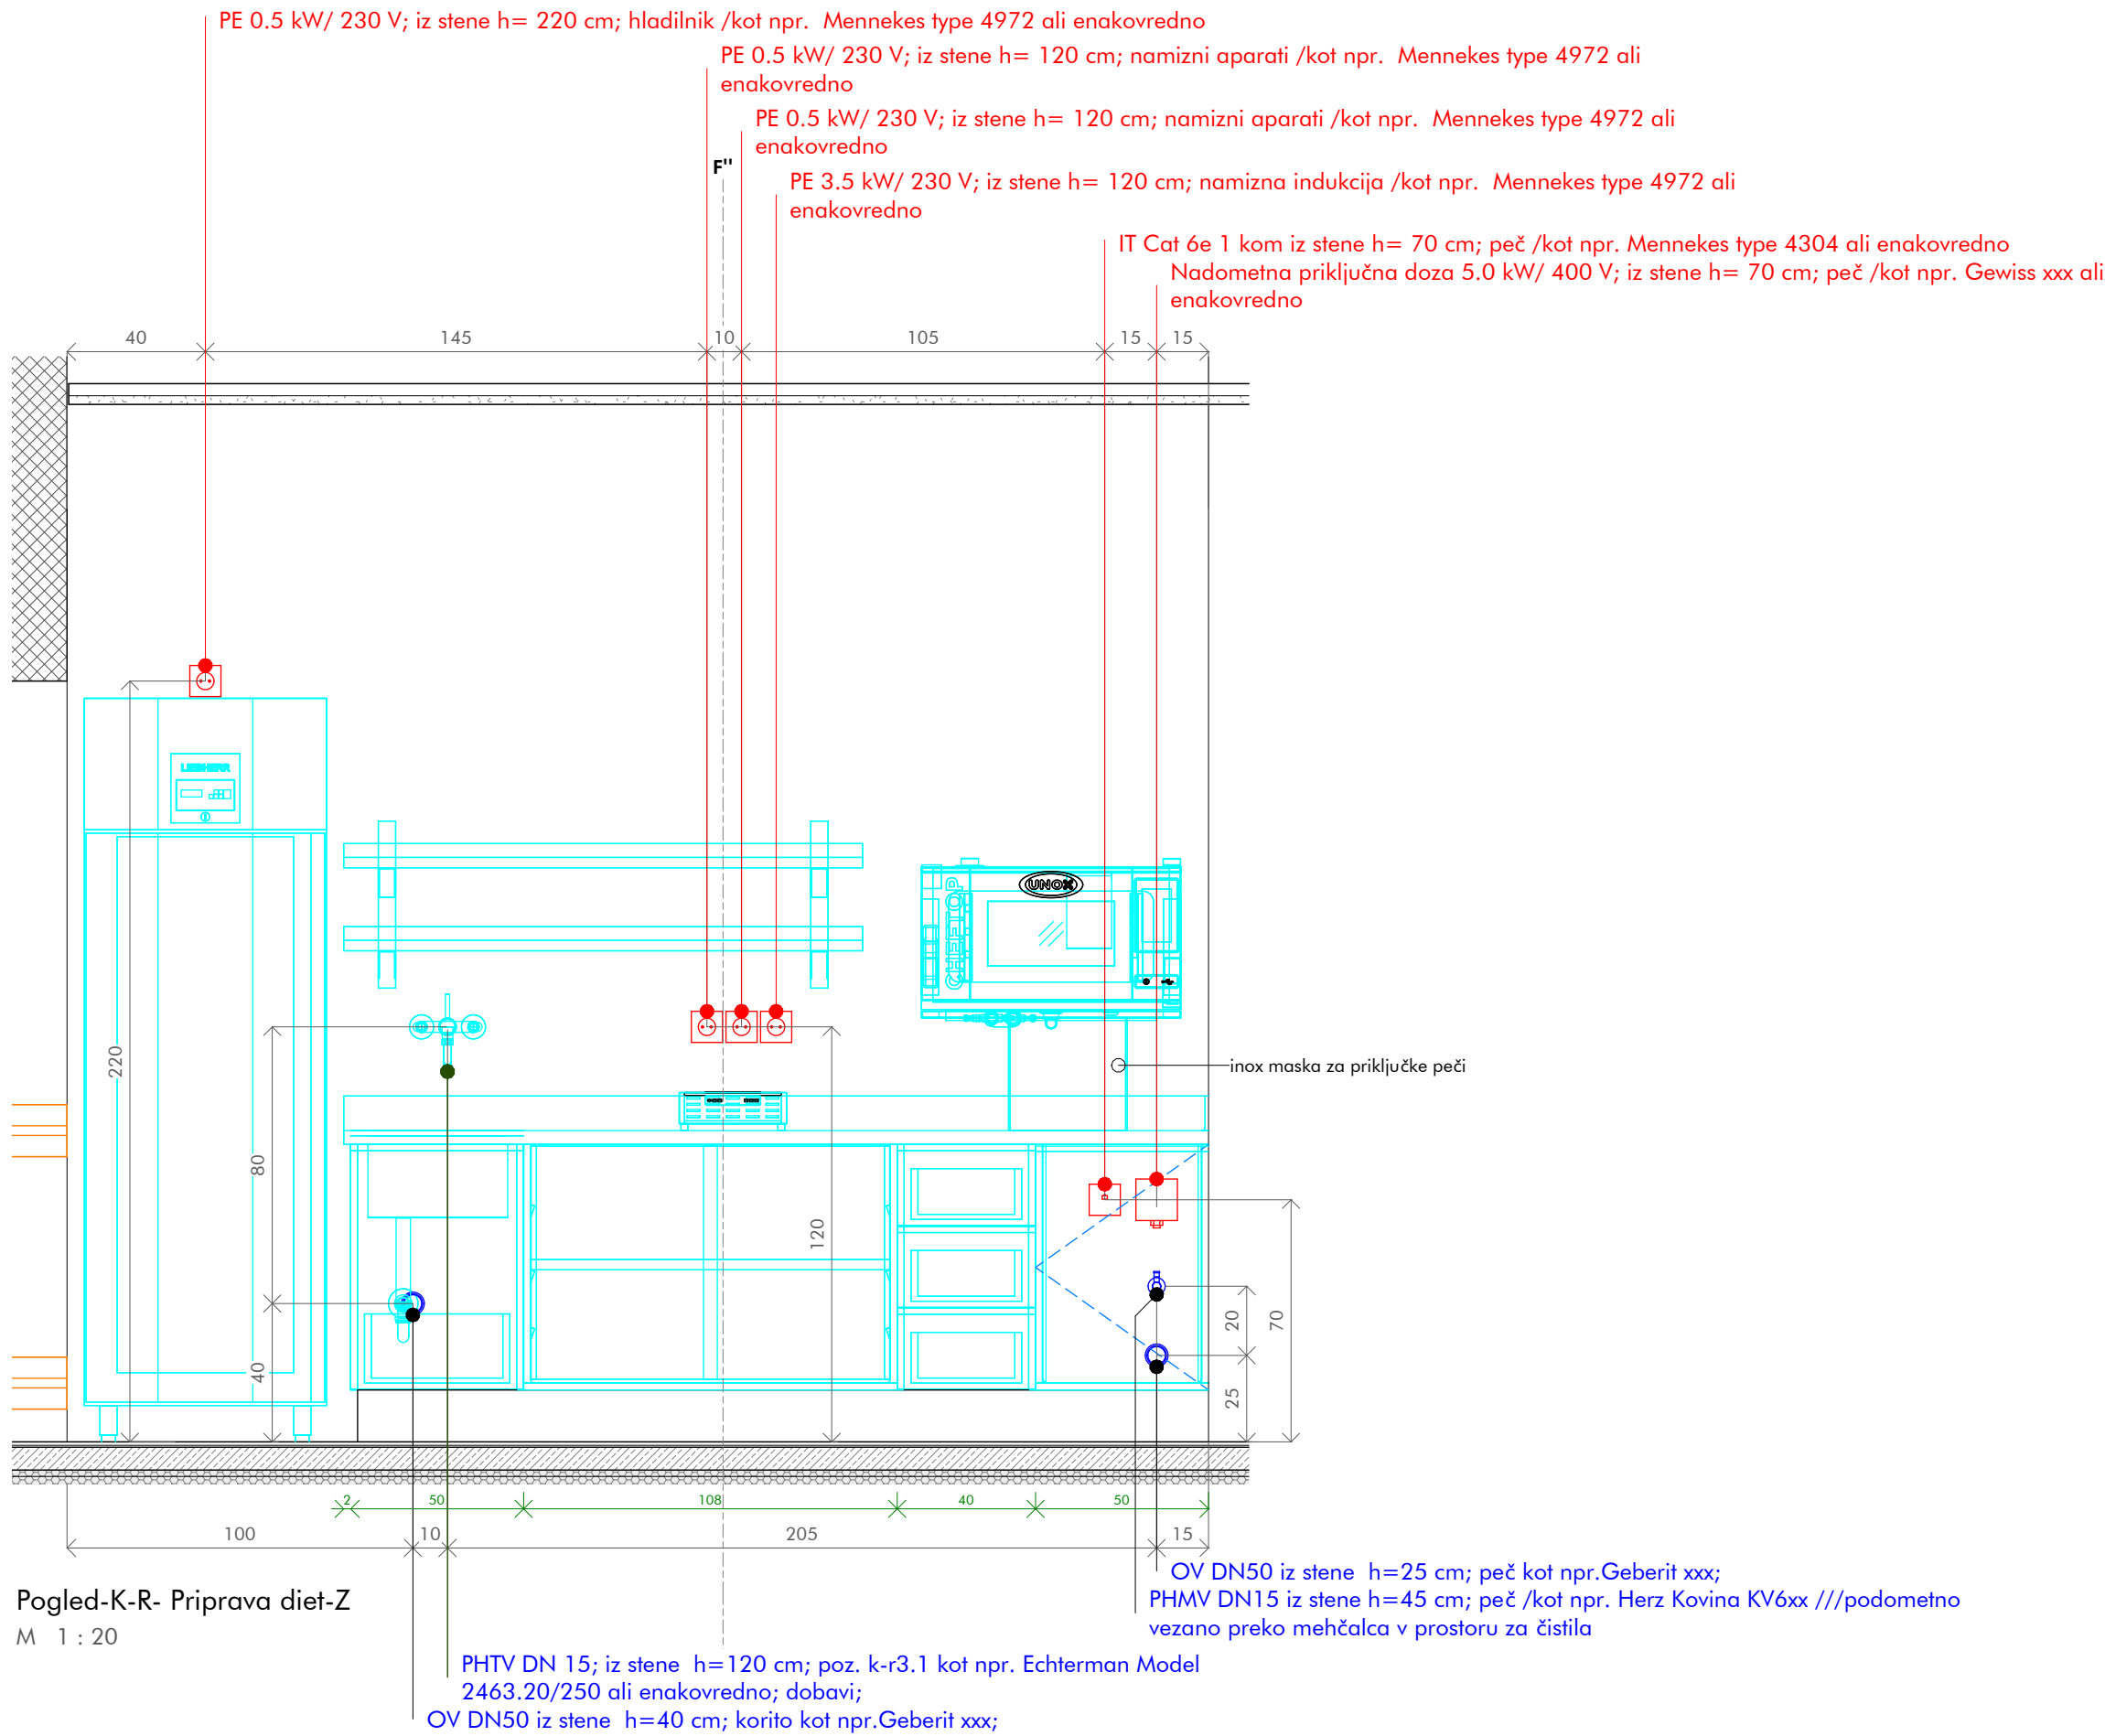 PE 0.5 kW/ 230 V; iz stene h= 220 cm; hladilnik /kot npr.  Mennekes type 4972 ali enakovredno
PE 0.5 kW/ 230 V; iz stene h= 120 cm; namizni aparati /kot npr.  Mennekes type 4972 ali
enakovredno
PE 0.5 kW/ 230 V; iz stene h= 120 cm; namizni aparati /kot npr.  Mennekes type 4972 ali
enakovredno
F''
PE 3.5 kW/ 230 V; iz stene h= 120 cm; namizna indukcija /kot npr.  Mennekes type 4972 ali
enakovredno
IT Cat 6e 1 kom iz stene h= 70 cm; peč /kot npr. Mennekes type 4304 ali enakovredno
Nadometna priključna doza 5.0 kW/ 400 V; iz stene h= 70 cm; peč /kot npr. Gewiss xxx ali
enakovredno
40 145 10 105 15 15
LIEBHERR
UNOX
CHEFTOP
220
inox maska za priključke peči
80
120
40
20
70
25
2 50 108 40 50
100 10 205 15
OV DN50 iz stene  h=25 cm; peč kot npr.Geberit xxx;
PHMV DN15 iz stene h=45 cm; peč /kot npr. Herz Kovina KV6xx ///podometno
vezano preko mehčalca v prostoru za čistila
Pogled-K-R- Priprava diet-Z
M   1 : 20
PHTV DN 15; iz stene  h=120 cm; poz. k-r3.1 kot npr. Echterman Model
2463.20/250 ali enakovredno; dobavi;
OV DN50 iz stene  h=40 cm; korito kot npr.Geberit xxx;